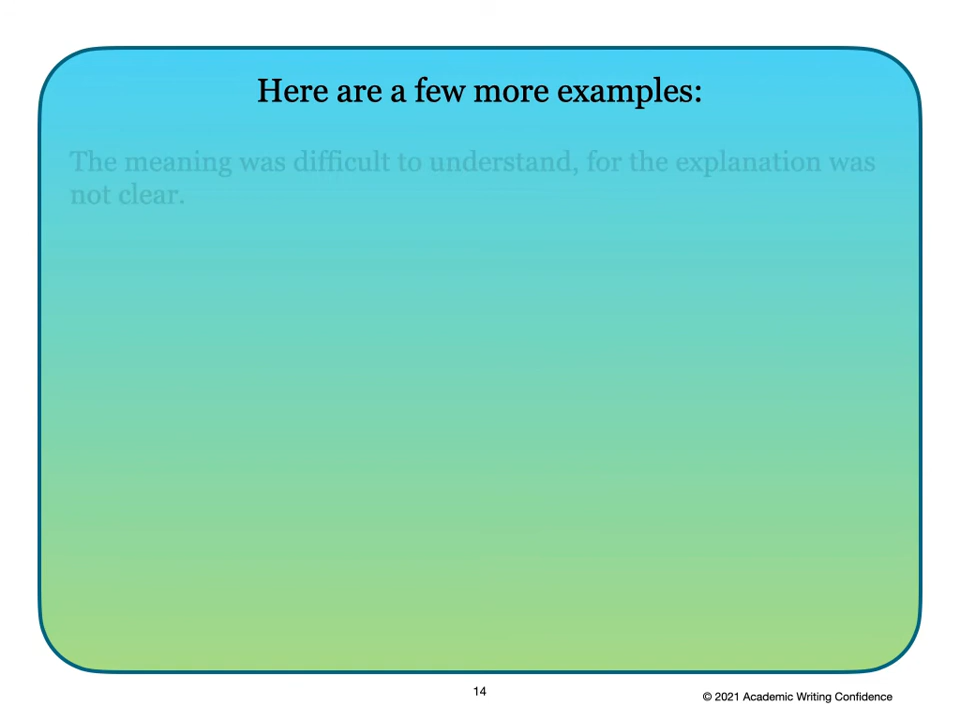 Here are a few more examples:
The meaning was difficult to understand, for the explanation was
not clear.
14
© 2021 Academic Writing Confidence